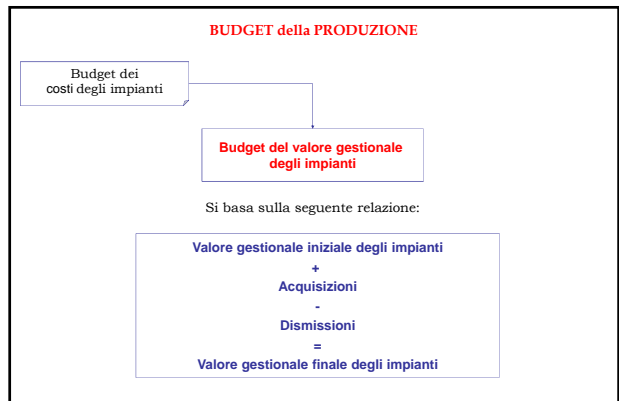 BUDGET della PRODUZIONE
Budget dei
costi degli impianti
Budget del valore gestionale
degli impianti
Si basa sulla seguente relazione:
Valore gestionale iniziale degli impianti
+
Acquisizioni
-
Dismissioni
=
Valore gestionale finale degli impianti